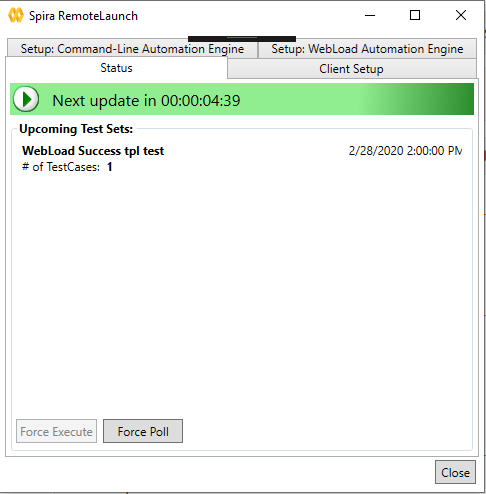 Spira RemoteLaunch
Setup: Command-Line Automation Engine
Setup: WebLoad Automation Engine
Status
Client Setup
Next update in 00:00:04:39
Upcoming Test Sets:
WebLoad Success tpl test
2/28/2020 2:00:00 PM
# of TestCases: 1
Force Execute
Force Poll
Close